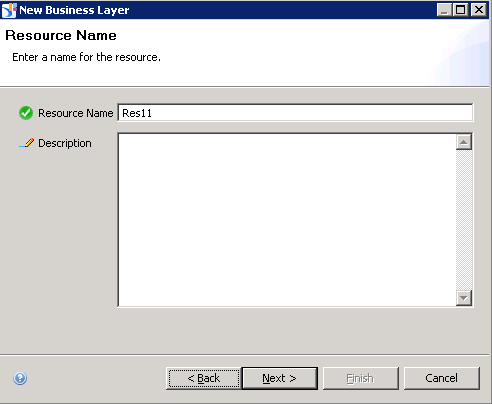 New Business Layer
Resource Name
Enter a name for the resource.
Resource Name Res11
Description
?
< Back Next > Finish Cancel